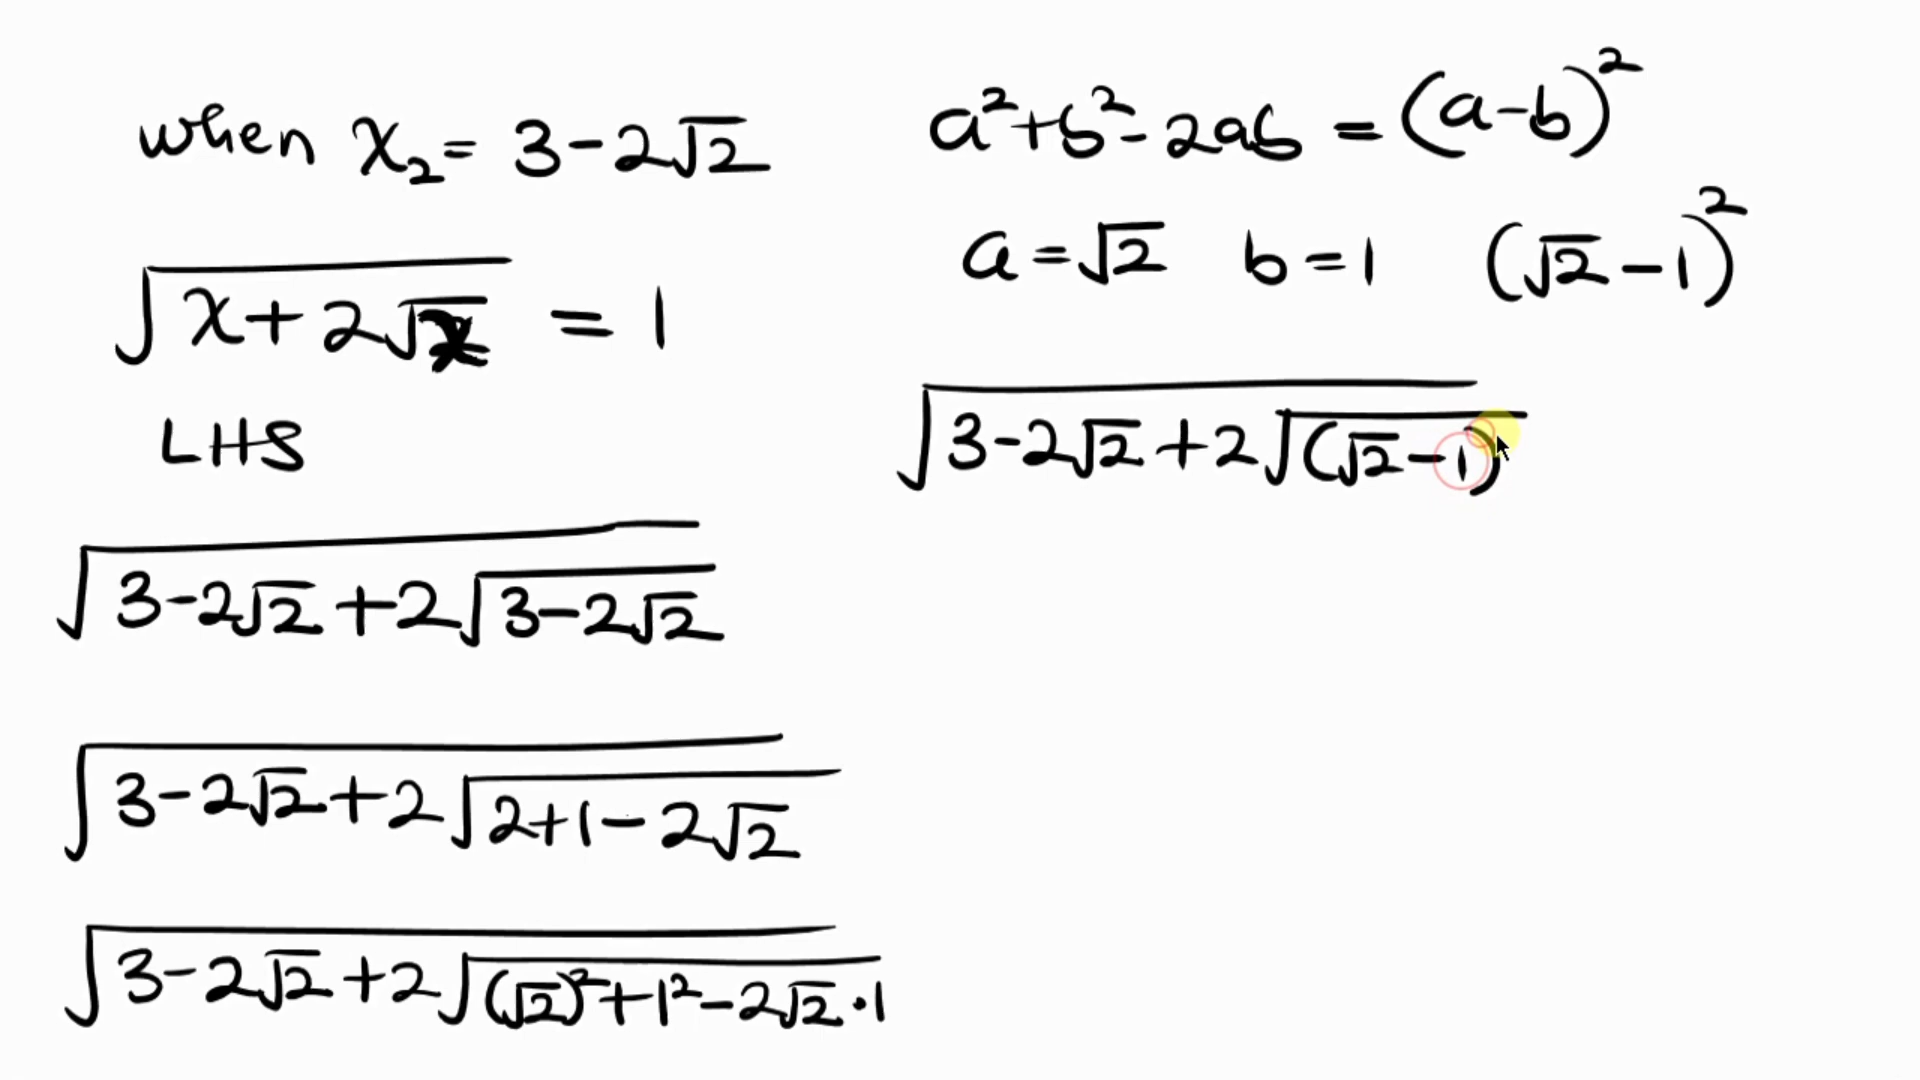 when x₂ = 3-2√2
√(x+2√x) = 1
LHS
√(3-2√2+2√(3-2√2))
√(3-2√2+2√(2+1-2√2))
√(3-2√2+2√((√2)²+1²-2√2·1))
a²+b²-2ab = (a-b)²
a=√2 b=1 (√2-1)²
√(3-2√2+2√(√2-1))